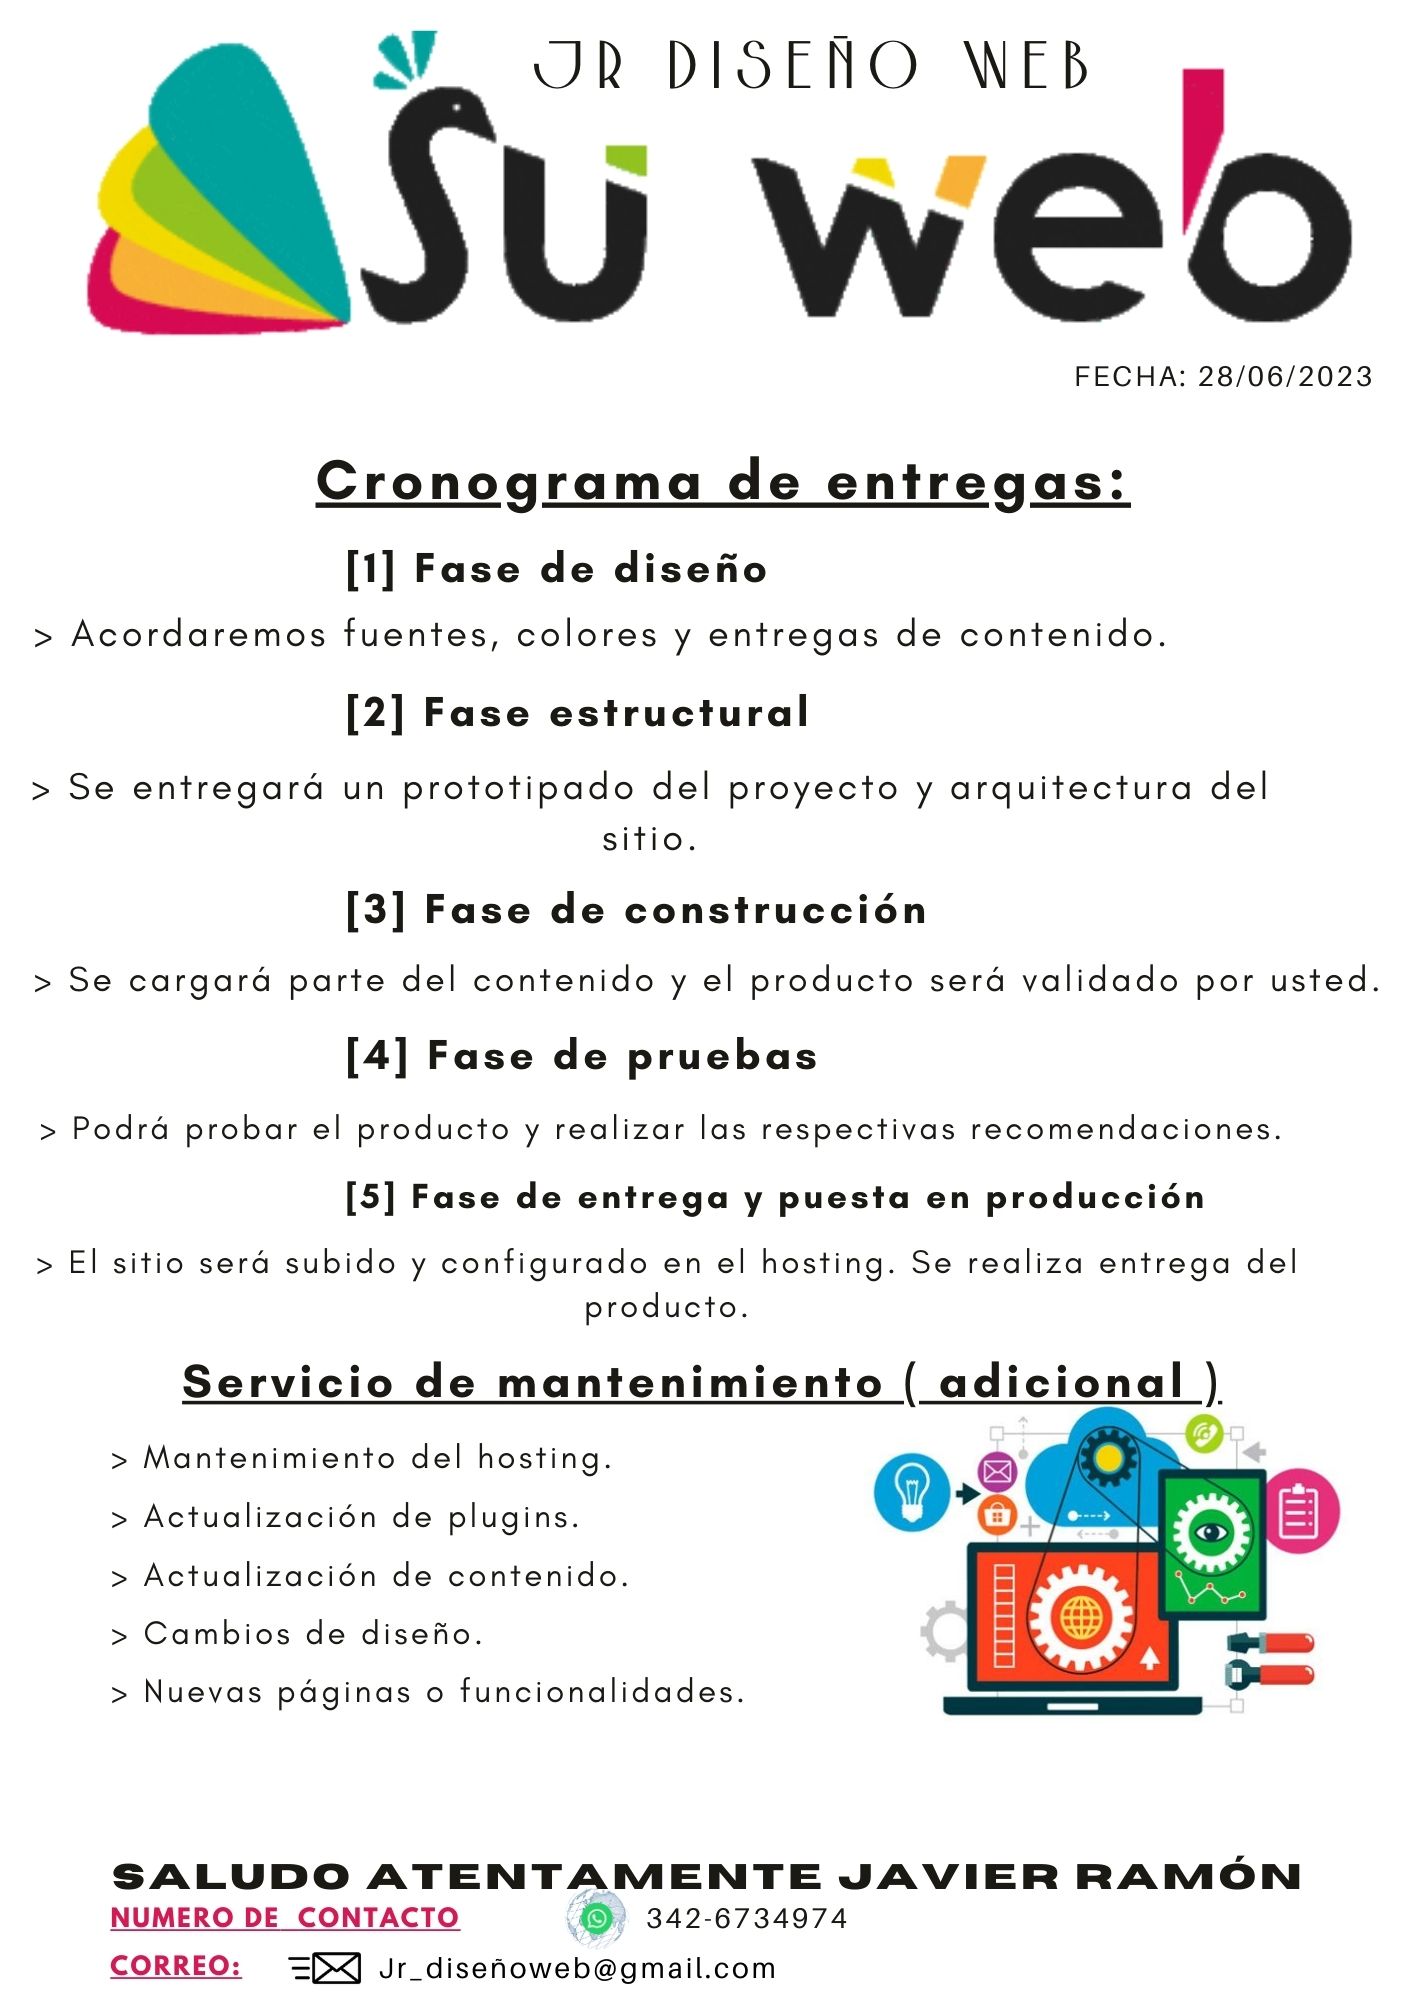 JR DISEÑO WEB
Su web
FECHA: 28/06/2023
Cronograma de entregas:
[1] Fase de diseño
> Acordaremos fuentes, colores y entregas de contenido.
[2] Fase estructural
> Se entregará un prototipado del proyecto y arquitectura del
sitio.
[3] Fase de construcción
> Se cargará parte del contenido y el producto será validado por usted.
[4] Fase de pruebas
> Podrá probar el producto y realizar las respectivas recomendaciones.
[5] Fase de entrega y puesta en producción
> El sitio será subido y configurado en el hosting. Se realiza entrega del
producto.
Servicio de mantenimiento ( adicional )
> Mantenimiento del hosting.
> Actualización de plugins.
> Actualización de contenido.
> Cambios de diseño.
> Nuevas páginas o funcionalidades.
SALUDO ATENTAMENTE JAVIER RAMÓN
NUMERO DE CONTACTO 342-6734974
CORREO: Jr_diseñoweb@gmail.com